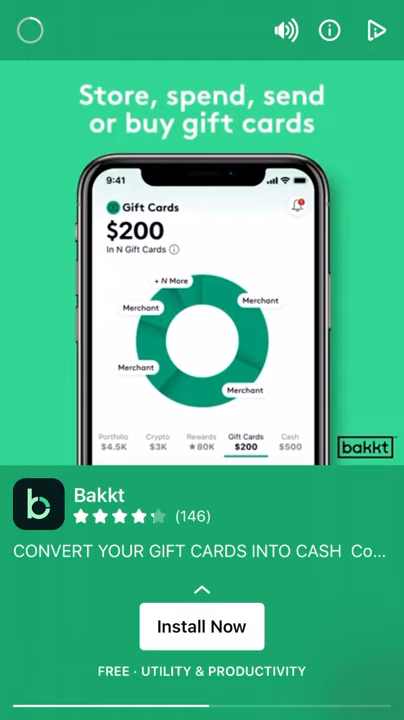 Store, spend, send
or buy gift cards
9:41
Gift Cards
$200
In N Gift Cards
+ N More
Merchant
Merchant
Merchant
Merchant
Portfolio Crypto Rewards Gift Cards Cash
$4.5K $3K ★80K $200 $500
bakkt
Bakkt
(146)
CONVERT YOUR GIFT CARDS INTO CASH Co...
Install Now
FREE · UTILITY & PRODUCTIVITY